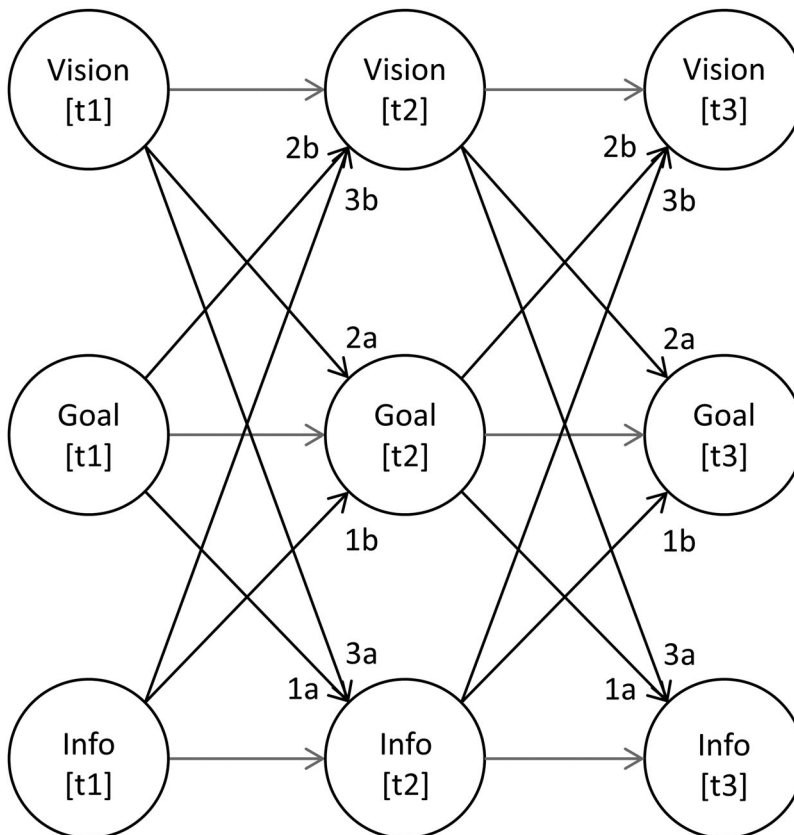 Vision
[t1]
Vision
[t2]
Vision
[t3]
2b
3b
2b
3b
2a
2a
Goal
[t1]
Goal
[t2]
Goal
[t3]
1b
1b
3a
1a
3a
1a
Info
[t1]
Info
[t2]
Info
[t3]